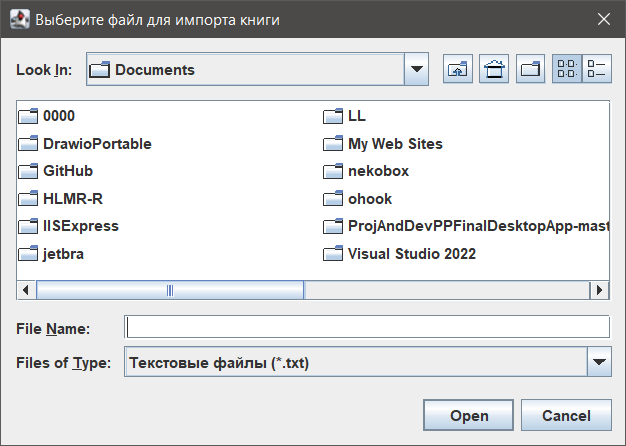 Выберите файл для импорта книги
Look In: Documents
0000 LL
DrawioPortable My Web Sites
GitHub nekobox
HLMR-R ohook
IISExpress ProjAndDevPPFinalDesktopApp-mast
jetbra Visual Studio 2022
File Name:
Files of Type: Текстовые файлы (*.txt)
Open Cancel